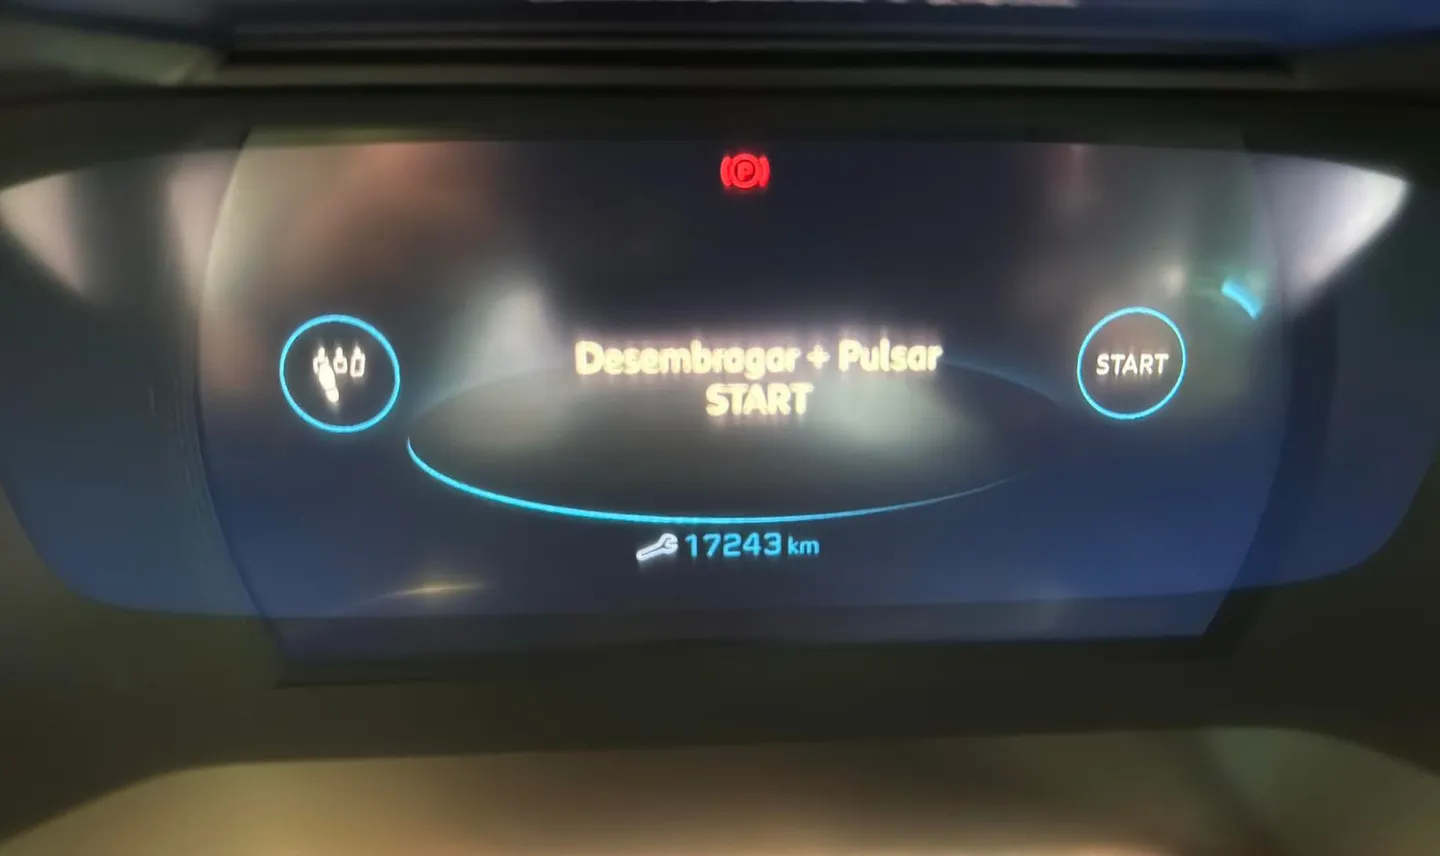 P
Desembragar + Pulsar
START
START
17243 km